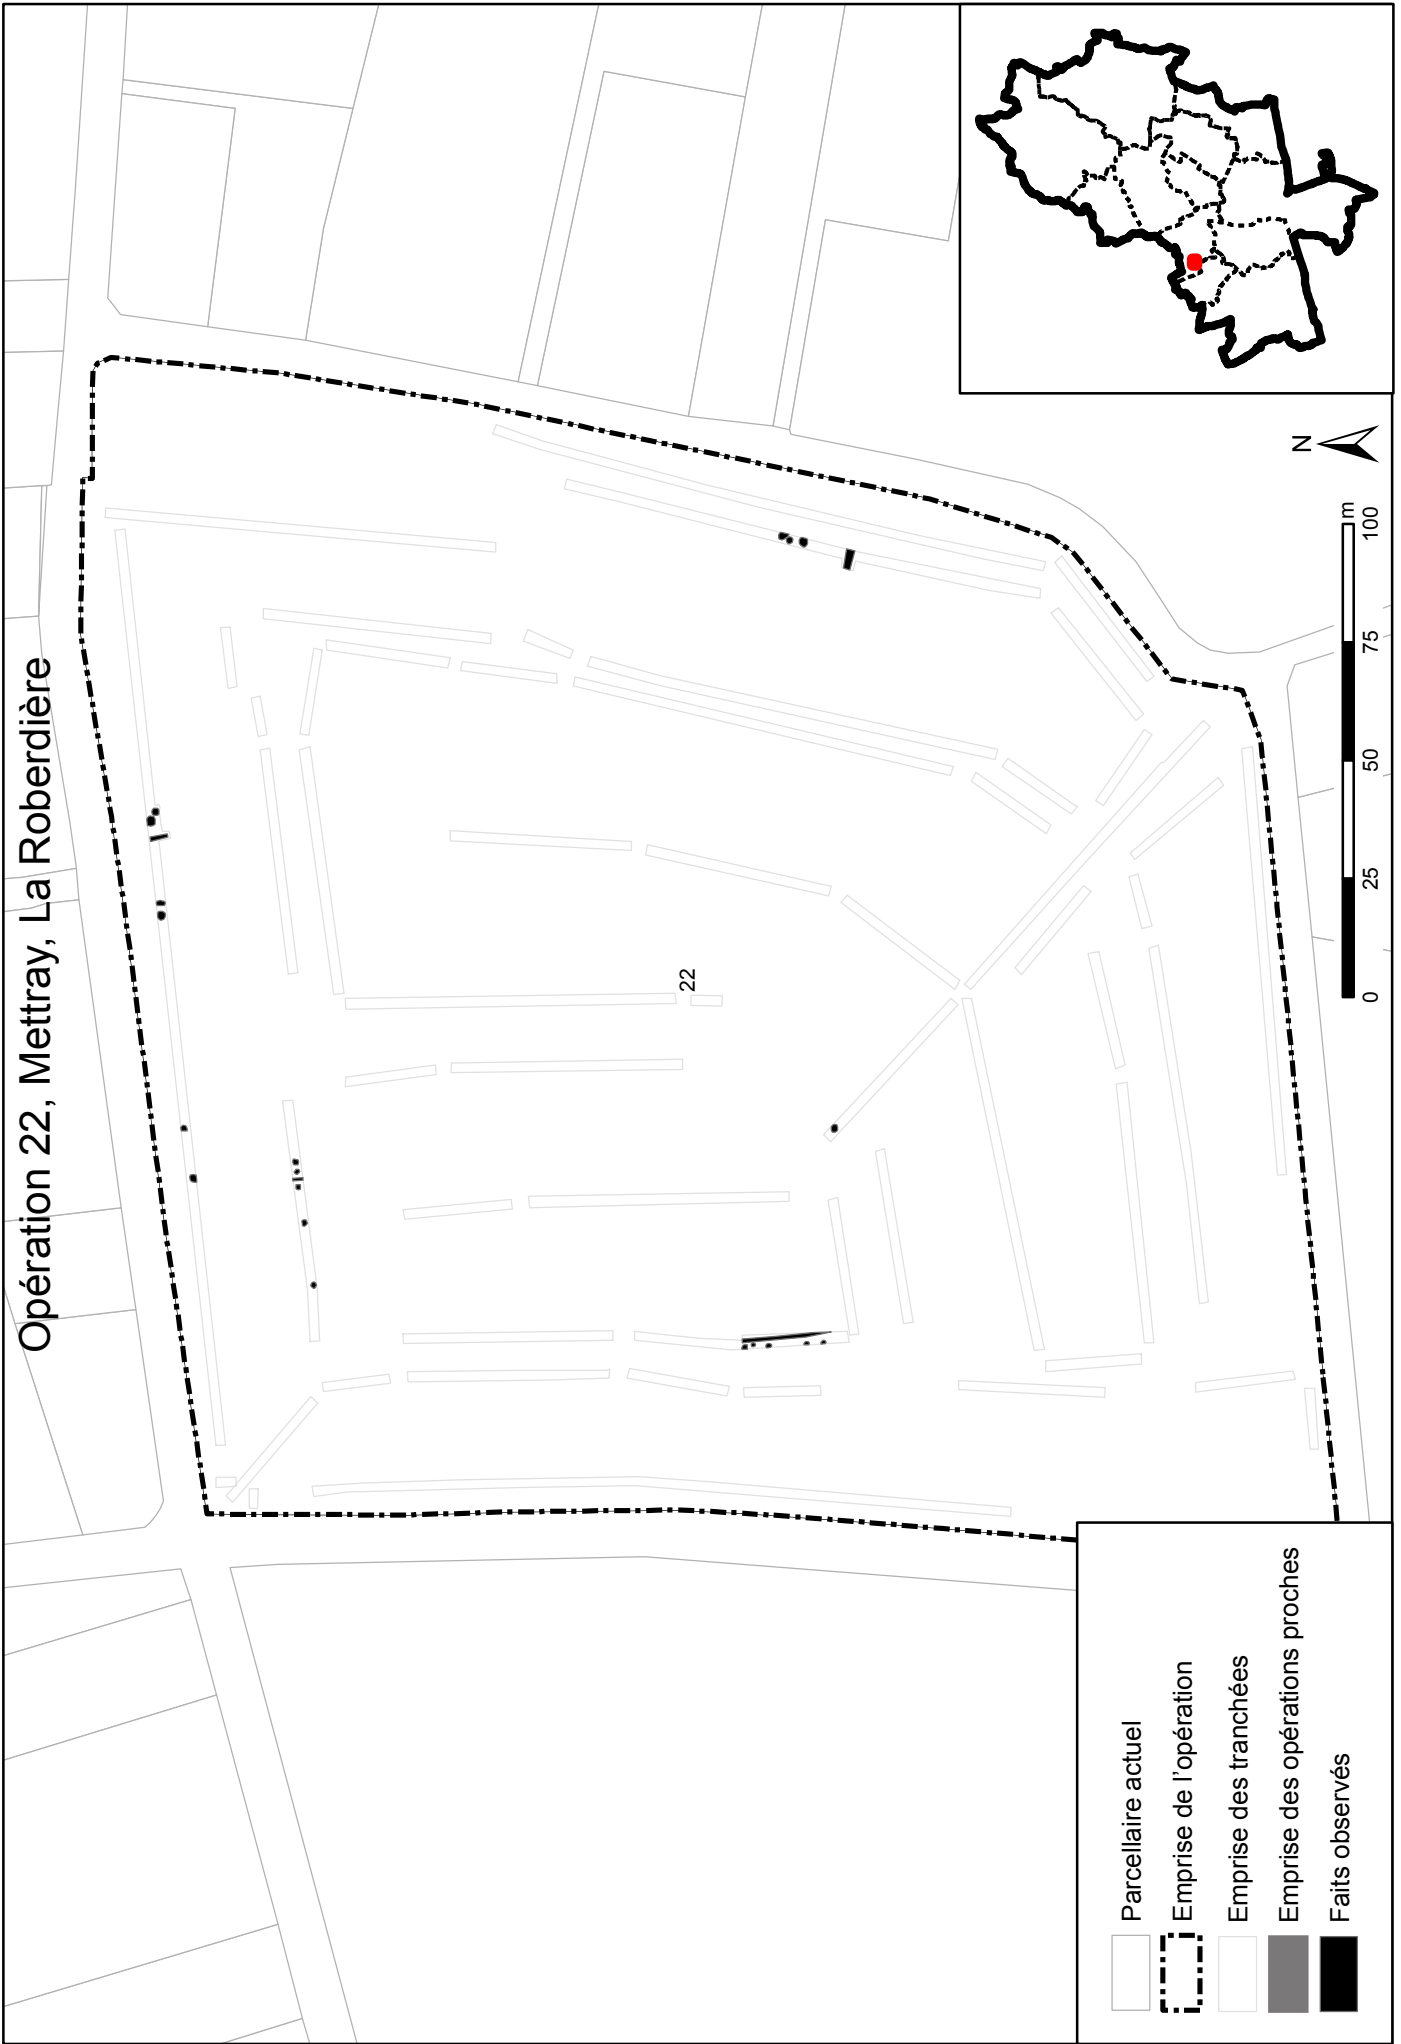 Opération 22, Mettray, La Roberdière
22
N
0 25 50 75 100 m
Parcellaire actuel
Emprise de l'opération
Emprise des tranchées
Emprise des opérations proches
Faits observés